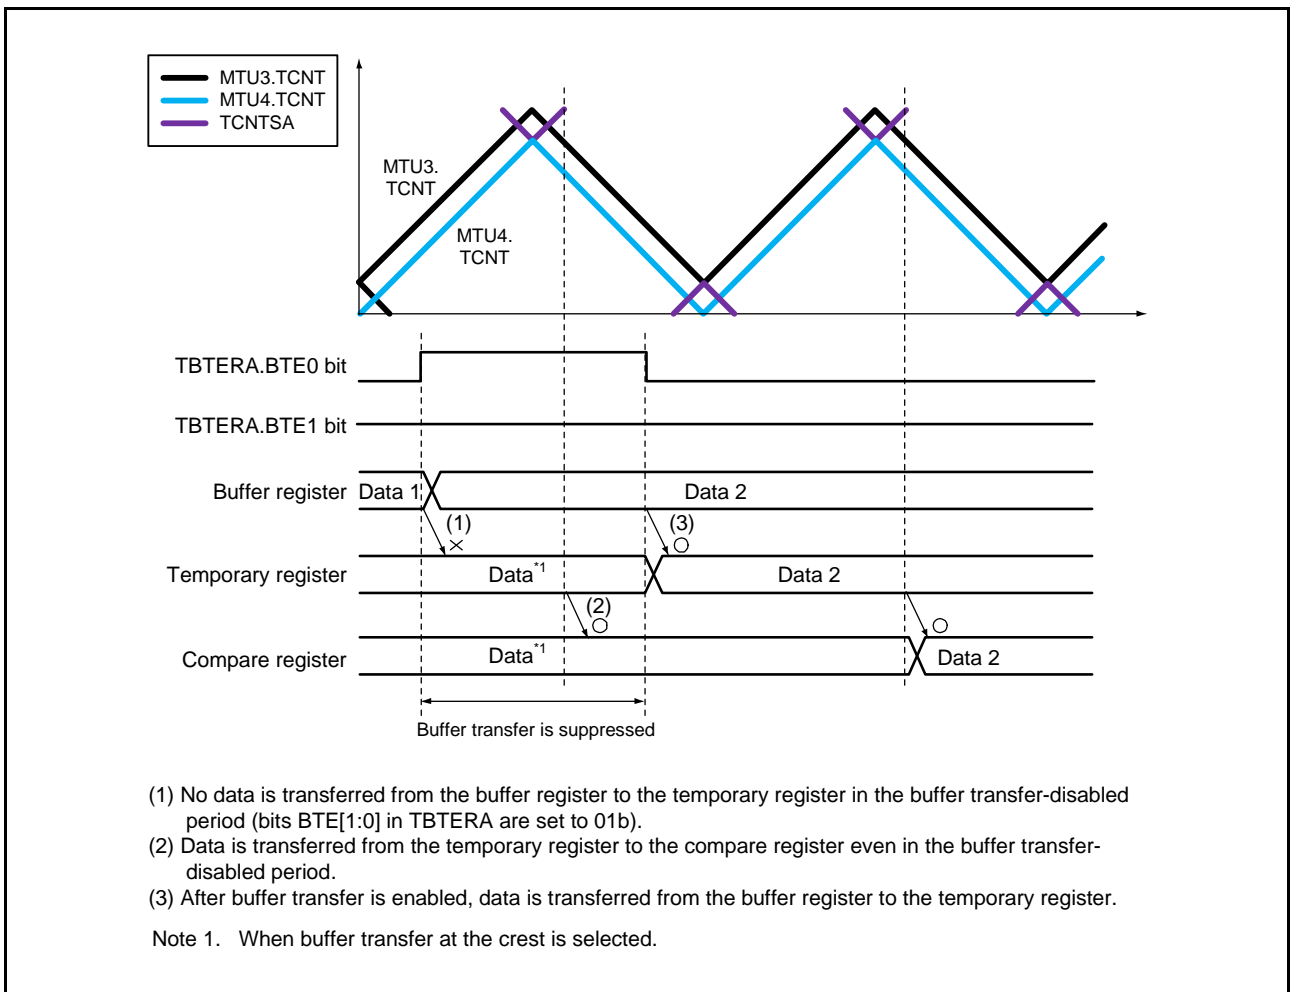 MTU3.TCNT
MTU4.TCNT
TCNTSA
MTU3.
TCNT
MTU4.
TCNT
TBTERA.BTE0 bit
TBTERA.BTE1 bit
Buffer register Data 1 Data 2
(1) (3)
Temporary register Data*1 Data 2
(2)
Compare register Data*1 Data 2
Buffer transfer is suppressed
(1) No data is transferred from the buffer register to the temporary register in the buffer transfer-disabled
period (bits BTE[1:0] in TBTERA are set to 01b).
(2) Data is transferred from the temporary register to the compare register even in the buffer transfer-
disabled period.
(3) After buffer transfer is enabled, data is transferred from the buffer register to the temporary register.
Note 1. When buffer transfer at the crest is selected.